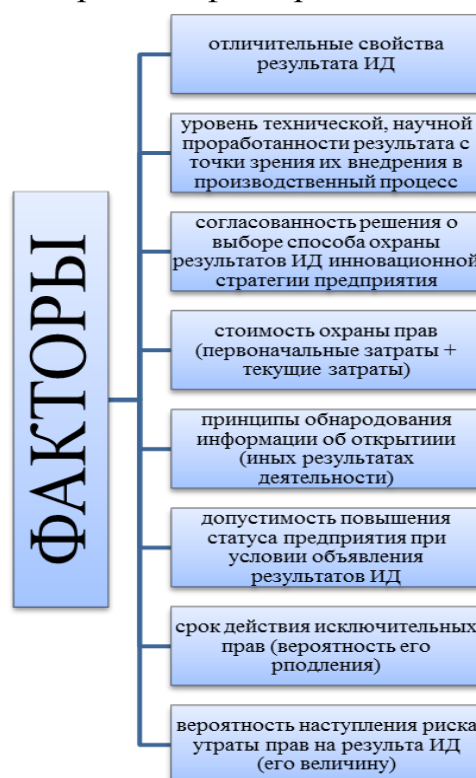 ФАКТОРЫ
отличительные свойства
результата ИД
уровень технической, научной
проработанности результата с
точки зрения их внедрения в
производственный процесс
согласованность решения о
выборе способа охраны
результатов ИД инновационной
стратегии предприятия
стоимость охраны прав
(первоначальные затраты +
текущие затраты)
принципы обнародования
информации об открытиии
(иных результатах
деятельности)
допустимость повышения
статуса предприятия при
условии объявления
результатов ИД
срок действия исключительных
прав (вероятность его
рподления)
вероятность наступления риска
утраты прав на результа ИД
(его величину)